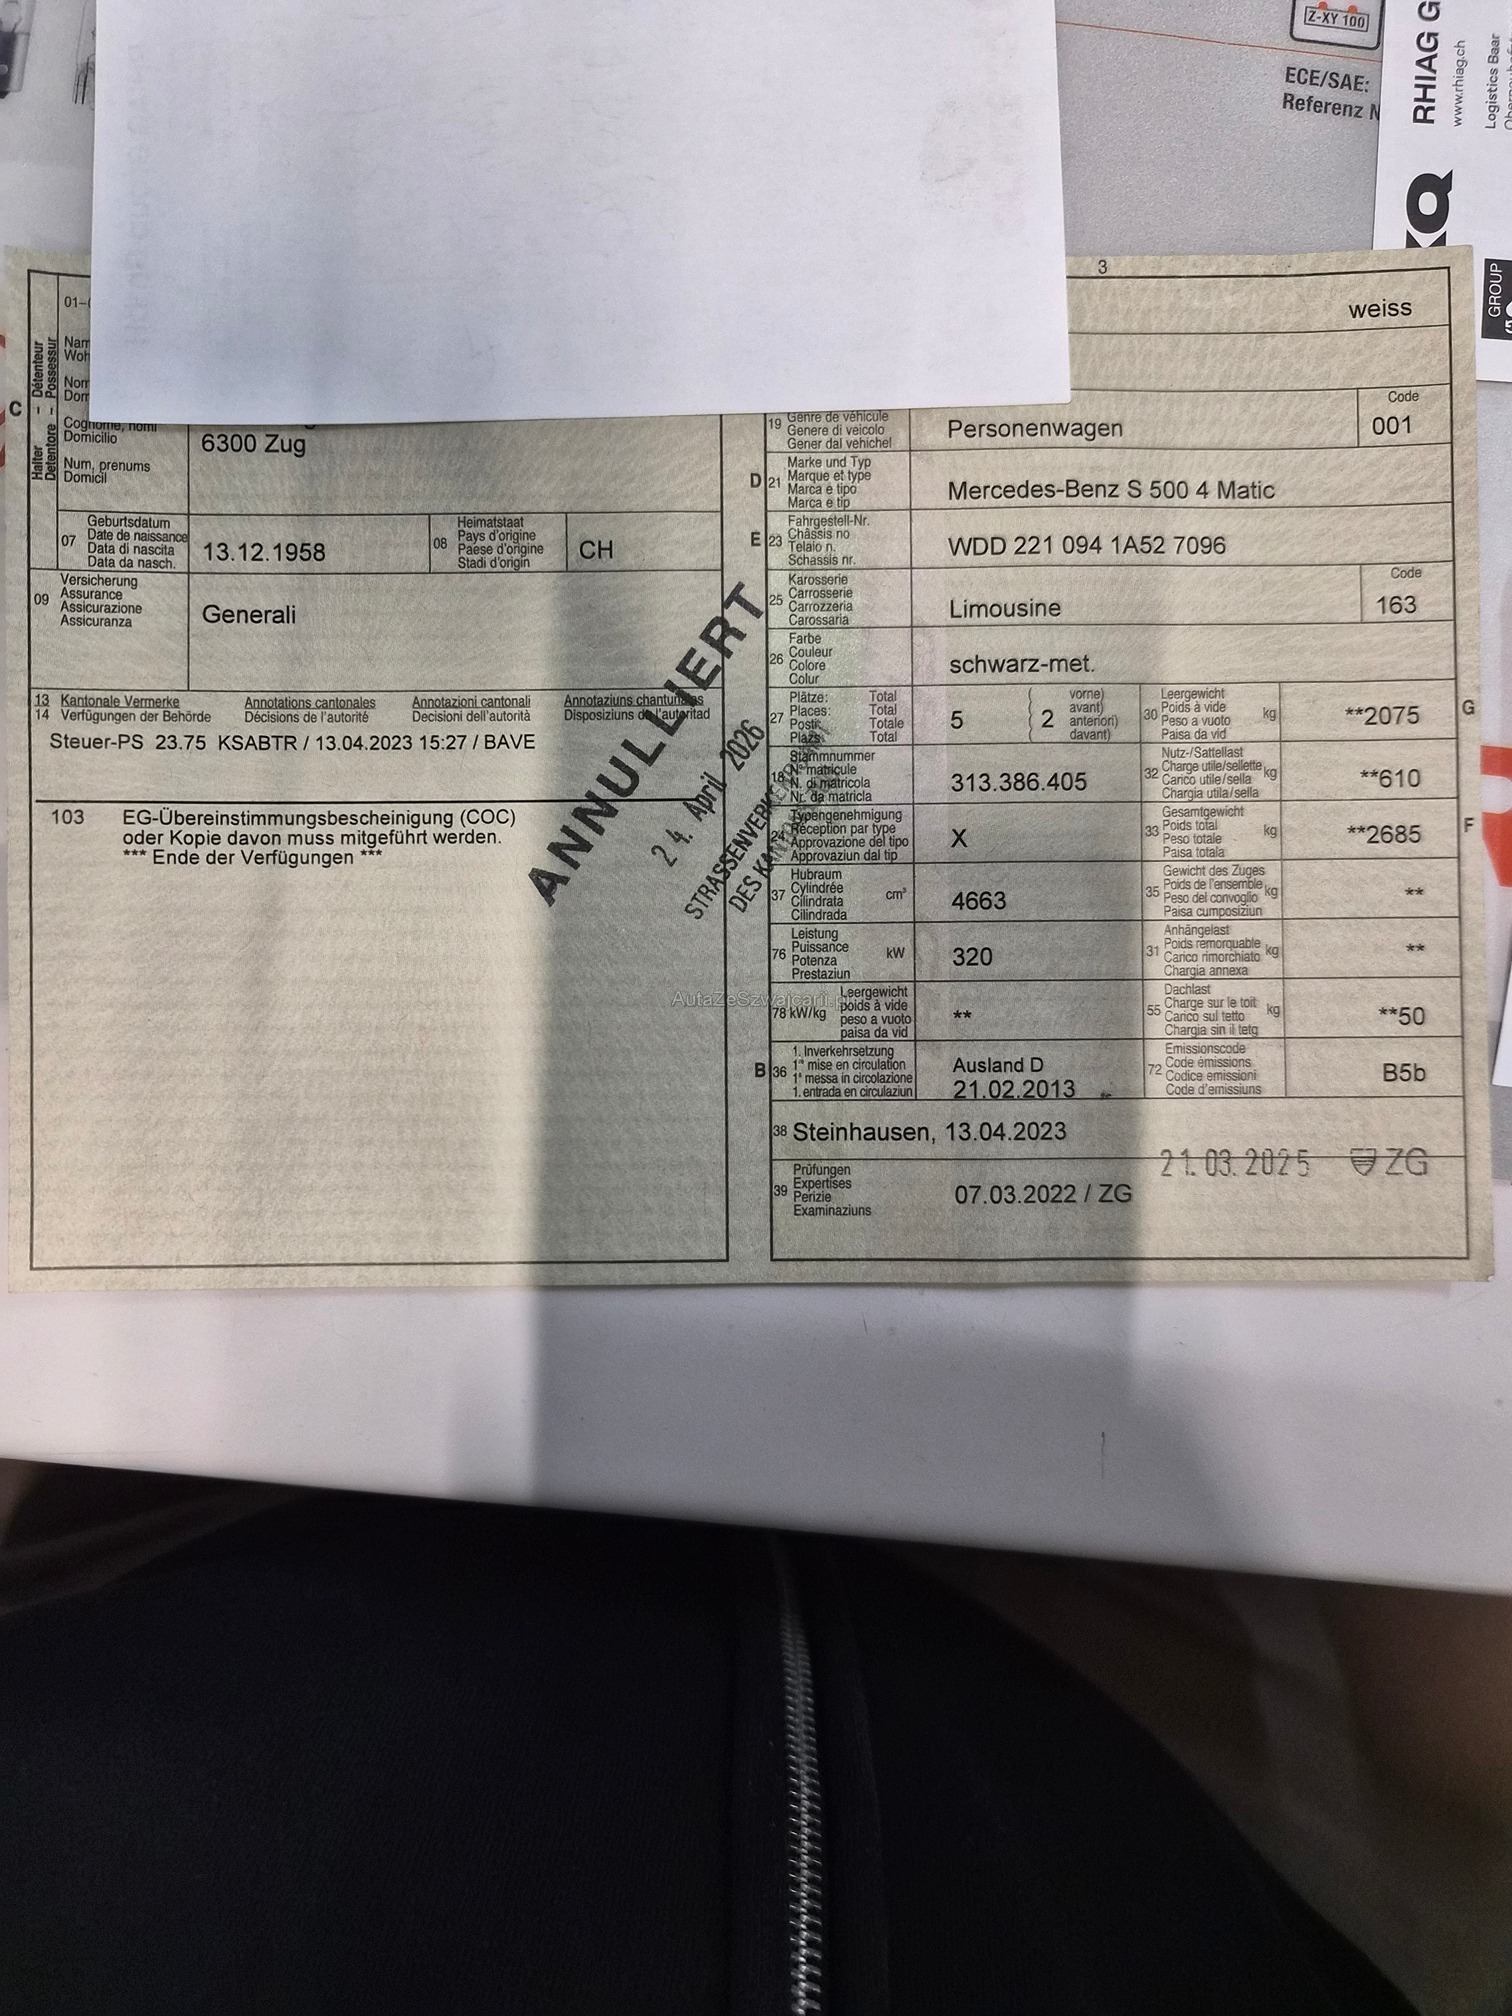 Z-XY 100
ECE/SAE:
Referenz N
RHIAG G
www.rhiag.ch
Logistics Baar
GROUP
3
weiss
C
Halter – Détenteur
Detentore – Possessur
01–
Nam
Woh
Nom
Dom
Cognome, nomi
Domicilio
Num, prenums
Domicil
6300 Zug
07
Geburtsdatum
Date de naissance
Data di nascita
Data da nasch.
13.12.1958
08
Heimatstaat
Pays d'origine
Paese d'origine
Stadi d'origin
CH
09
Versicherung
Assurance
Assicurazione
Assicuranza
Generali
13 Kantonale Vermerke Annotations cantonales Annotazioni cantonali Annotaziuns chantunalas
14 Verfügungen der Behörde Décisions de l'autorité Decisioni dell'autorità Disposiziuns da l'autoritad
Steuer-PS 23.75 KSABTR / 13.04.2023 15:27 / BAVE
103 EG-Übereinstimmungsbescheinigung (COC)
oder Kopie davon muss mitgeführt werden.
*** Ende der Verfügungen ***
ANNULLIERT
24. April 2026
STRASSENVERKEHRSAMT
DES KANTONS
19
Genre de véhicule
Genere di veicolo
Gener dal vehichel
Personenwagen
Code
001
D 21
Marke und Typ
Marque et type
Marca e tipo
Marca e tip
Mercedes-Benz S 500 4 Matic
E 23
Fahrgestell-Nr.
Châssis no
Telaio n.
Schassis nr.
WDD 221 094 1A52 7096
25
Karosserie
Carrosserie
Carrozzeria
Carossaria
Limousine
Code
163
26
Farbe
Couleur
Colore
Colur
schwarz-met.
27
Plätze: Total
Places: Total
Posti: Totale
Plazs: Total
5
( 2
vorne)
avant)
anteriori)
davant)
30
Leergewicht
Poids à vide
Peso a vuoto
Paisa da vid
kg
**2075
G
18
Stammnummer
N. matricule
N. di matricola
Nr. da matricla
313.386.405
32
Nutz-/Sattellast
Charge utile/sellette
Carico utile/sella
Chargia utila/sella
kg
**610
24
Typengenehmigung
Réception par type
Approvazione del tipo
Approvaziun dal tip
X
33
Gesamtgewicht
Poids total
Peso totale
Paisa totala
kg
**2685
F
37
Hubraum
Cylindrée
Cilindrata
Cilindrada
cm³
4663
35
Gewicht des Zuges
Poids de l'ensemble
Peso del convoglio
Paisa cumposiziun
kg
**
76
Leistung
Puissance
Potenza
Prestaziun
kW
320
31
Anhängelast
Poids remorquable
Carico rimorchiato
Chargia annexa
kg
**
78 kW/kg
Leergewicht
poids à vide
peso a vuoto
paisa da vid
**
55
Dachlast
Charge sur le toit
Carico sul tetto
Chargia sin il tetg
kg
**50
AutaZeSzwajcarii.
B 36
1. Inverkehrsetzung
1re mise en circulation
1a messa in circolazione
1. entrada en circulaziun
Ausland D
21.02.2013
72
Emissionscode
Code émissions
Codice emissioni
Code d'emissiuns
B5b
38 Steinhausen, 13.04.2023
21.03.2025 ZG
39
Prüfungen
Expertises
Perizie
Examinaziuns
07.03.2022 / ZG